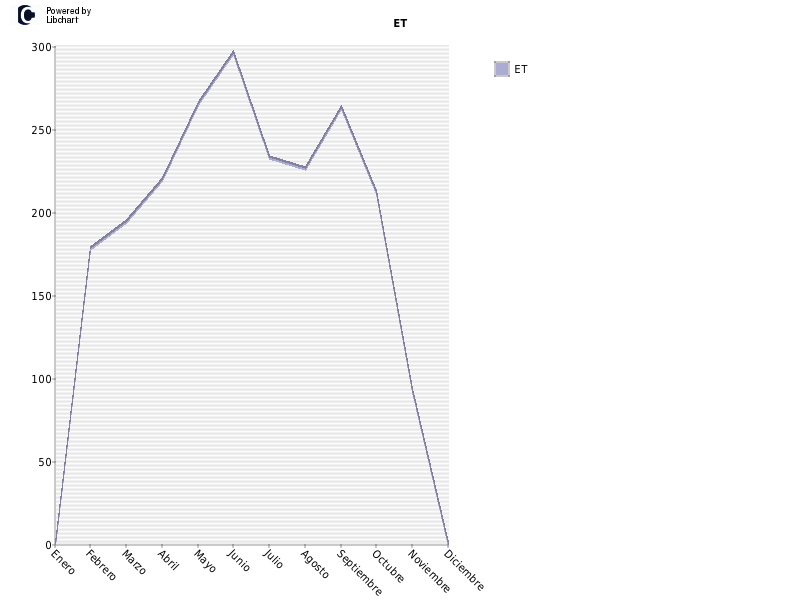 Powered by
Libchart
ET
ET
300
250
200
150
100
50
0
Enero
Febrero
Marzo
Abril
Mayo
Junio
Julio
Agosto
Septiembre
Octubre
Noviembre
Diciembre